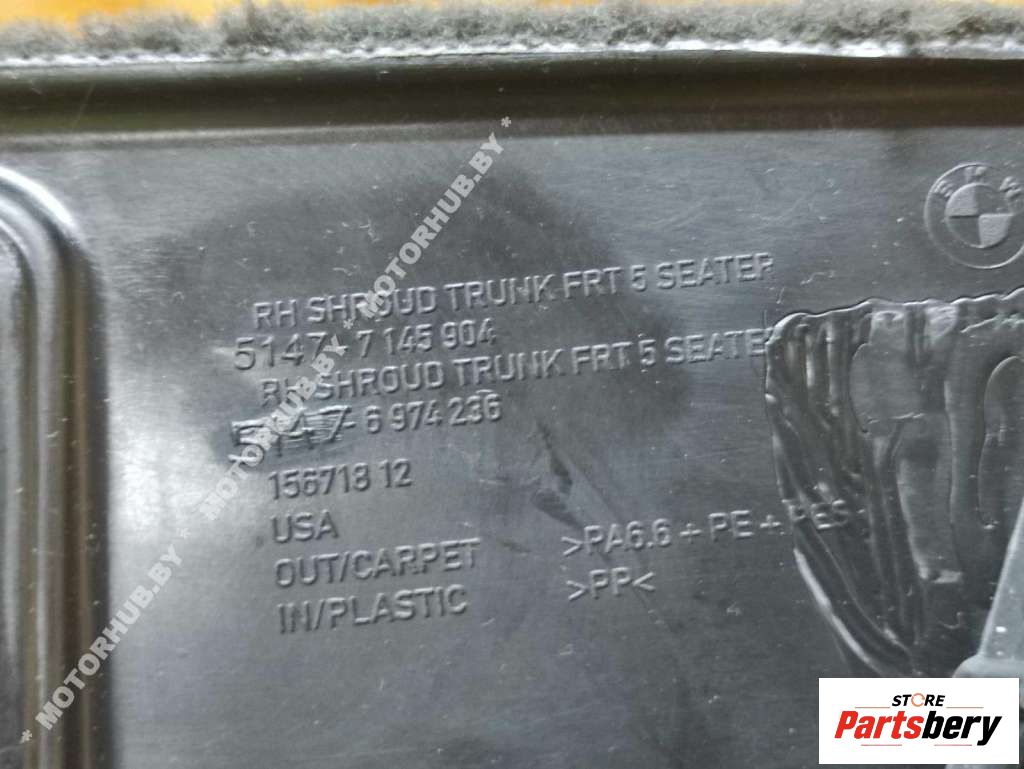 BMW
RH SHROUD TRUNK FRT 5 SEATER
5147- 7 145 904
RH SHROUD TRUNK FRT 5 SEATER
5147- 6 974 236
156718 12
USA
OUT/CARPET >PA6.6 + PE + PES
IN/PLASTIC >PP<
* MOTORHUB.BY * MOTORHUB.BY * MOTORHUB.BY *
STORE
Partsbery